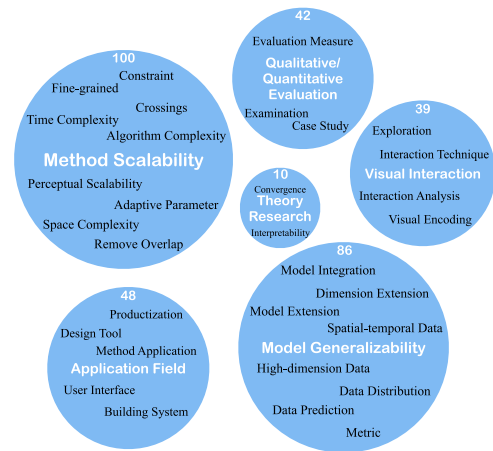 100
Constraint
Fine-grained
Crossings
Time Complexity
Algorithm Complexity
Method Scalability
Perceptual Scalability
Adaptive Parameter
Space Complexity
Remove Overlap
42
Evaluation Measure
Qualitative/
Quantitative
Evaluation
Examination
Case Study
39
Exploration
Interaction Technique
Visual Interaction
Interaction Analysis
Visual Encoding
10
Convergence
Theory
Research
Interpretability
48
Productization
Design Tool
Method Application
Application Field
User Interface
Building System
86
Model Integration
Dimension Extension
Model Extension
Spatial-temporal Data
Model Generalizability
High-dimension Data
Data Distribution
Data Prediction
Metric